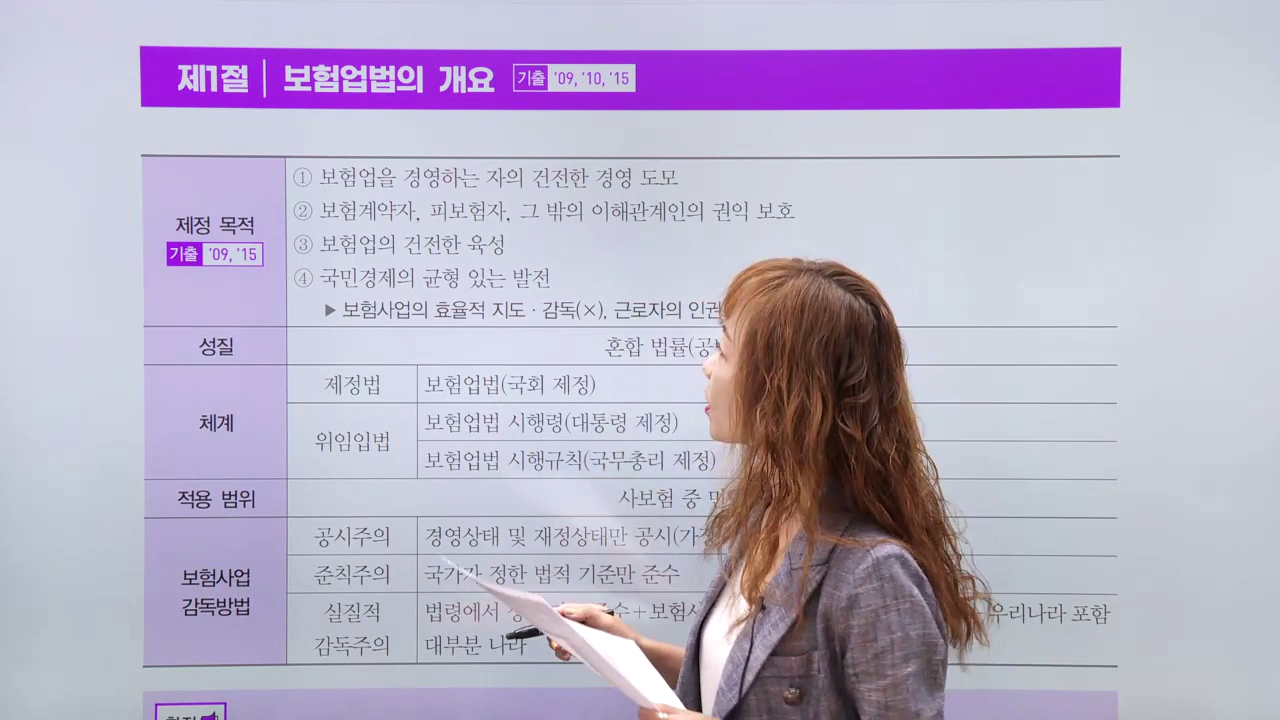 제1절 보험업법의 개요 기출 '09, '10, '15
제정 목적
기출 '09, '15
① 보험업을 경영하는 자의 건전한 경영 도모
② 보험계약자, 피보험자, 그 밖의 이해관계인의 권익 보호
③ 보험업의 건전한 육성
④ 국민경제의 균형 있는 발전
▶ 보험사업의 효율적 지도·감독(×), 근로자의 인권
성질
혼합 법률(공
체계
제정법
보험업법(국회 제정)
위임입법
보험업법 시행령(대통령 제정)
보험업법 시행규칙(국무총리 제정)
적용 범위
사보험 중
보험사업
감독방법
공시주의
경영상태 및 재정상태만 공시(가장
준칙주의
국가가 정한 법적 기준만 준수
실질적
감독주의
법령에서 준수+보험사 우리나라 포함
대부분 나라